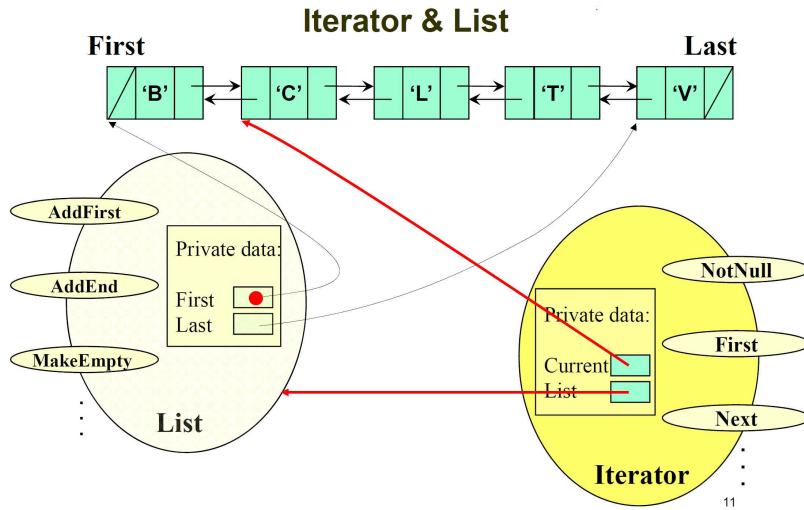 Iterator & List
First
Last
‘B’ ‘C’ ‘L’ ‘T’ ‘V’
AddFirst
AddEnd
MakeEmpty
Private data:
First
Last
List
Private data:
Current
List
NotNull
First
Next
Iterator
11